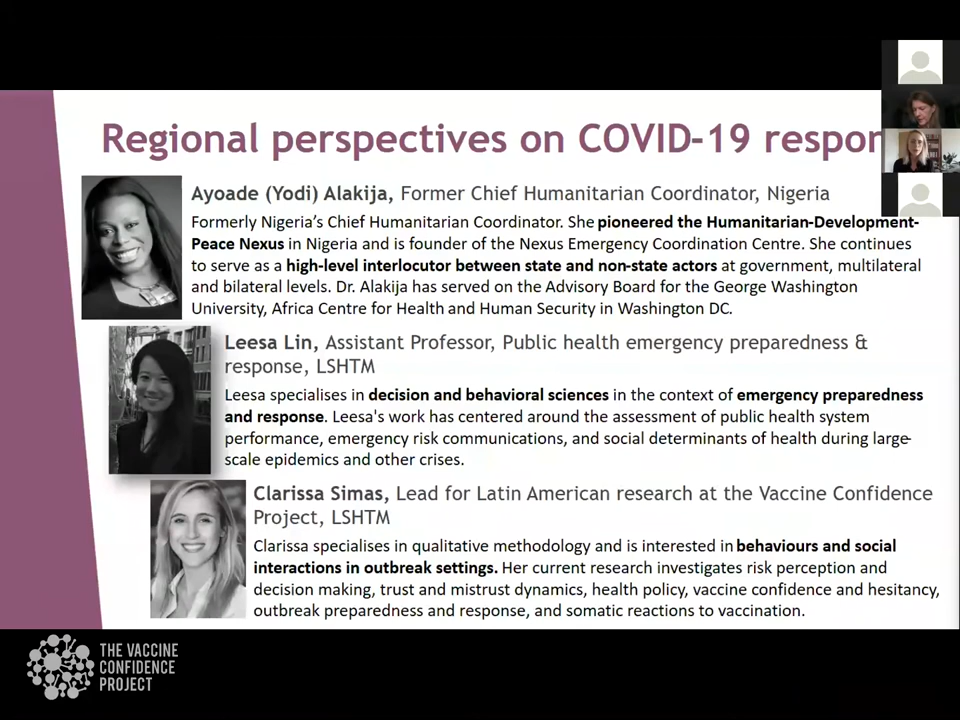 Regional perspectives on COVID-19 respon
Ayoade (Yodi) Alakija, Former Chief Humanitarian Coordinator, Nigeria
Formerly Nigeria's Chief Humanitarian Coordinator. She pioneered the Humanitarian-Development-
Peace Nexus in Nigeria and is founder of the Nexus Emergency Coordination Centre. She continues
to serve as a high-level interlocutor between state and non-state actors at government, multilateral
and bilateral levels. Dr. Alakija has served on the Advisory Board for the George Washington
University, Africa Centre for Health and Human Security in Washington DC.
Leesa Lin, Assistant Professor, Public health emergency preparedness &
response, LSHTM
Leesa specialises in decision and behavioral sciences in the context of emergency preparedness
and response. Leesa's work has centered around the assessment of public health system
performance, emergency risk communications, and social determinants of health during large-
scale epidemics and other crises.
Clarissa Simas, Lead for Latin American research at the Vaccine Confidence
Project, LSHTM
Clarissa specialises in qualitative methodology and is interested in behaviours and social
interactions in outbreak settings. Her current research investigates risk perception and
decision making, trust and mistrust dynamics, health policy, vaccine confidence and hesitancy,
outbreak preparedness and response, and somatic reactions to vaccination.
THE VACCINE
CONFIDENCE
PROJECT